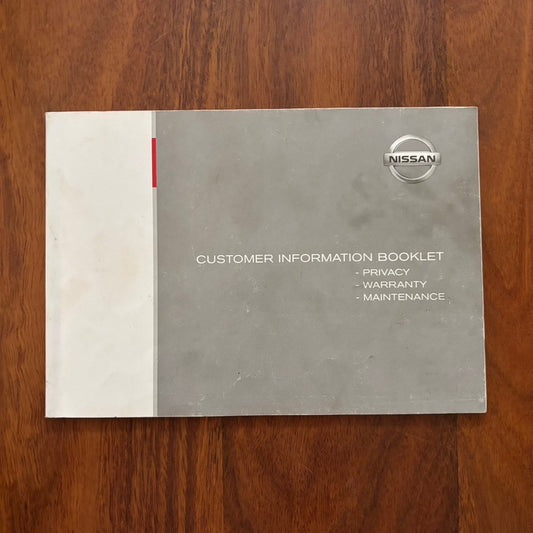 NISSAN
CUSTOMER INFORMATION BOOKLET
- PRIVACY
- WARRANTY
- MAINTENANCE